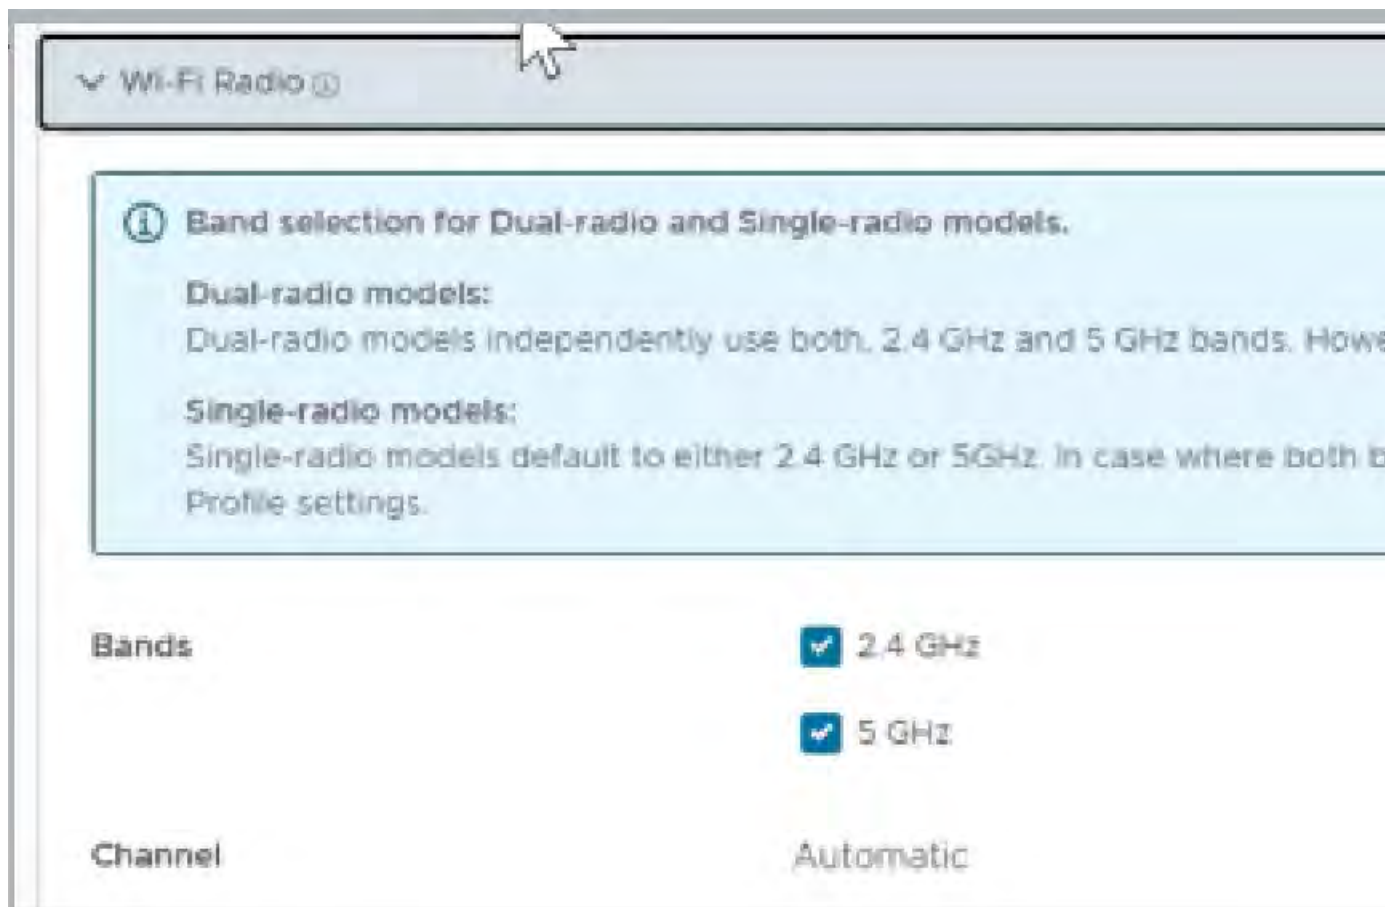 Wi-Fi Radio
Band selection for Dual-radio and Single-radio models.
Dual-radio models:
Dual-radio models independently use both, 2.4 GHz and 5 GHz bands. Howe
Single-radio models:
Single-radio models default to either 2.4 GHz or 5GHz. In case where both b
Profile settings.
Bands
2.4 GHz
5 GHz
Channel
Automatic